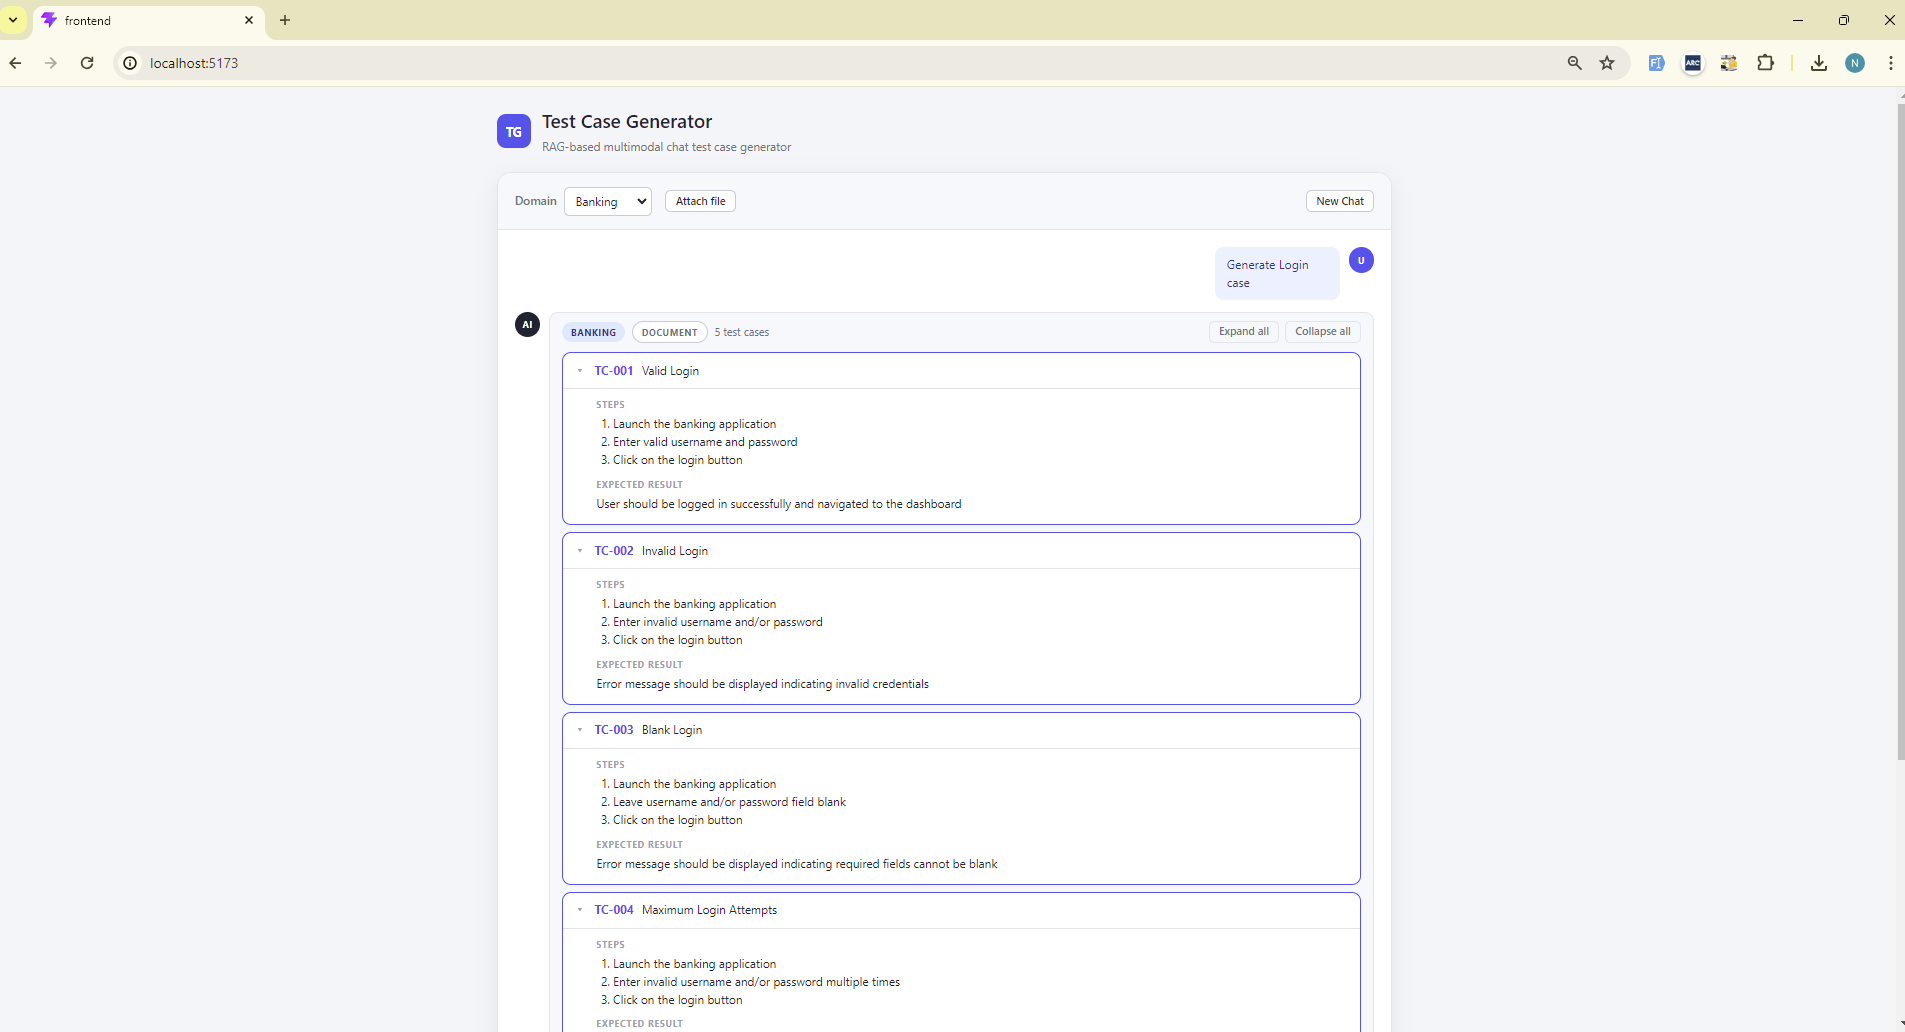 frontend
localhost:5173
ARC
N
TG
Test Case Generator
RAG-based multimodal chat test case generator
Domain Banking Attach file New Chat
Generate Login
case
U
AI
BANKING DOCUMENT 5 test cases Expand all Collapse all
TC-001 Valid Login
STEPS
1. Launch the banking application
2. Enter valid username and password
3. Click on the login button
EXPECTED RESULT
User should be logged in successfully and navigated to the dashboard
TC-002 Invalid Login
STEPS
1. Launch the banking application
2. Enter invalid username and/or password
3. Click on the login button
EXPECTED RESULT
Error message should be displayed indicating invalid credentials
TC-003 Blank Login
STEPS
1. Launch the banking application
2. Leave username and/or password field blank
3. Click on the login button
EXPECTED RESULT
Error message should be displayed indicating required fields cannot be blank
TC-004 Maximum Login Attempts
STEPS
1. Launch the banking application
2. Enter invalid username and/or password multiple times
3. Click on the login button
EXPECTED RESULT